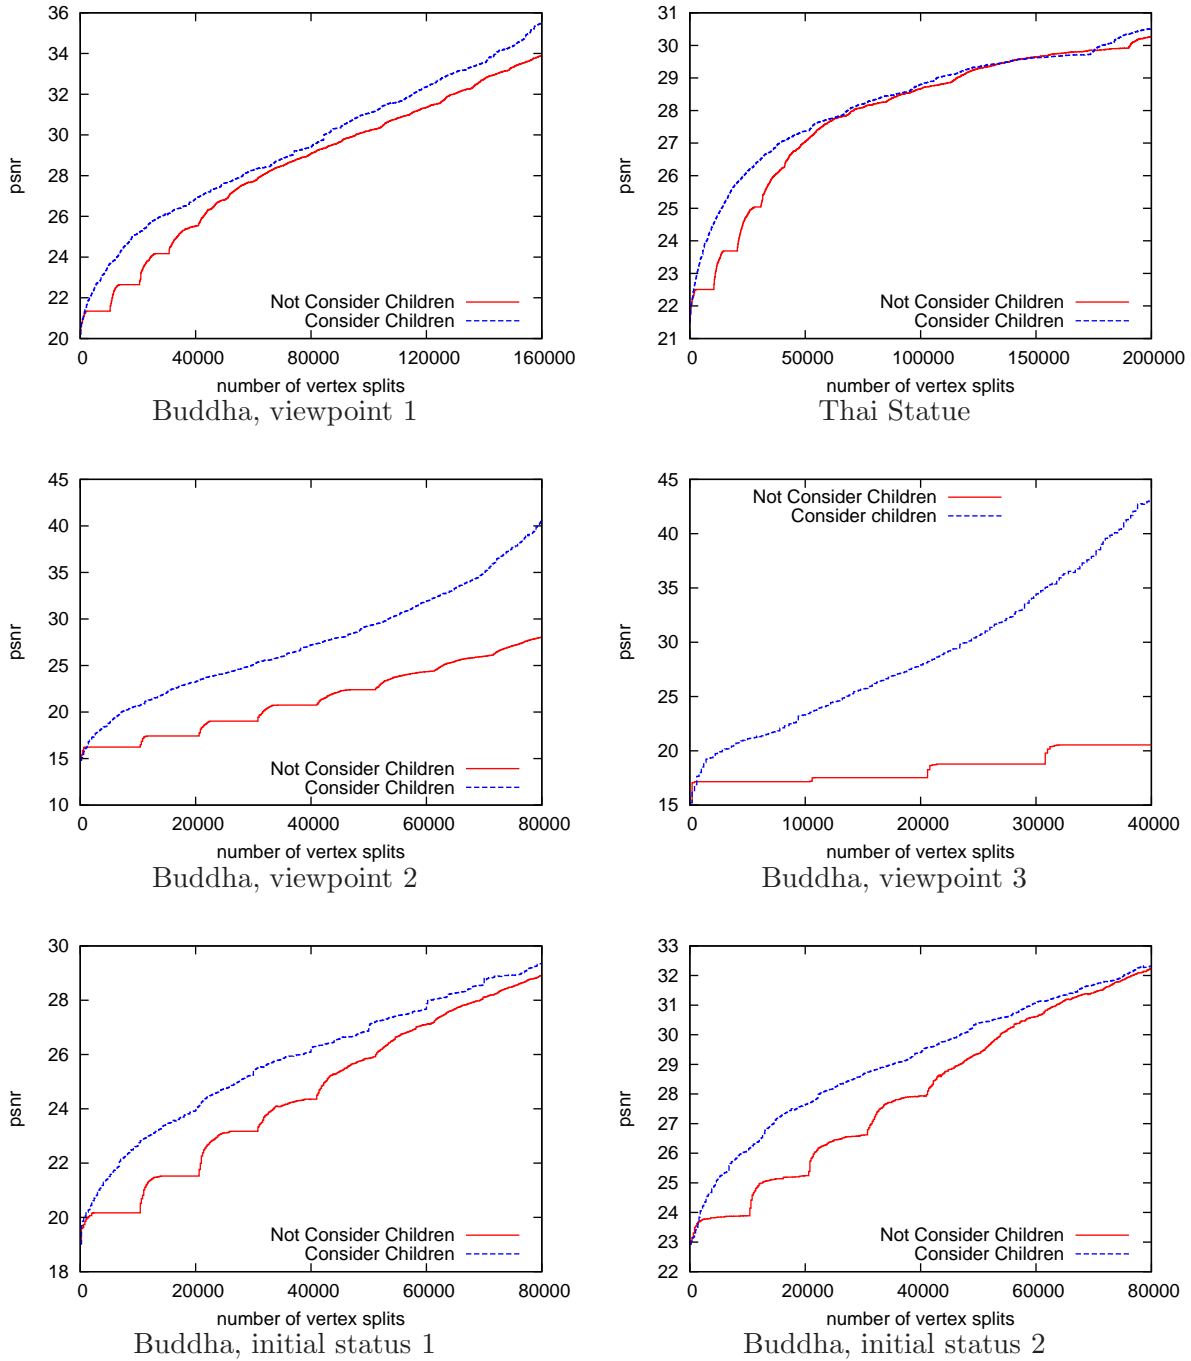 36
34
32
30
28
26
24
22
20
psnr
Not Consider Children
Consider Children
0 40000 80000 120000 160000
number of vertex splits
Buddha, viewpoint 1
31
30
29
28
27
26
25
24
23
22
21
psnr
Not Consider Children
Consider Children
0 50000 100000 150000 200000
number of vertex splits
Thai Statue
45
40
35
30
25
20
15
10
psnr
Not Consider Children
Consider Children
0 20000 40000 60000 80000
number of vertex splits
Buddha, viewpoint 2
45
40
35
30
25
20
15
psnr
Not Consider Children
Consider children
0 10000 20000 30000 40000
number of vertex splits
Buddha, viewpoint 3
30
28
26
24
22
20
18
psnr
Not Consider Children
Consider Children
0 20000 40000 60000 80000
number of vertex splits
Buddha, initial status 1
33
32
31
30
29
28
27
26
25
24
23
22
psnr
Not Consider Children
Consider Children
0 20000 40000 60000 80000
number of vertex splits
Buddha, initial status 2